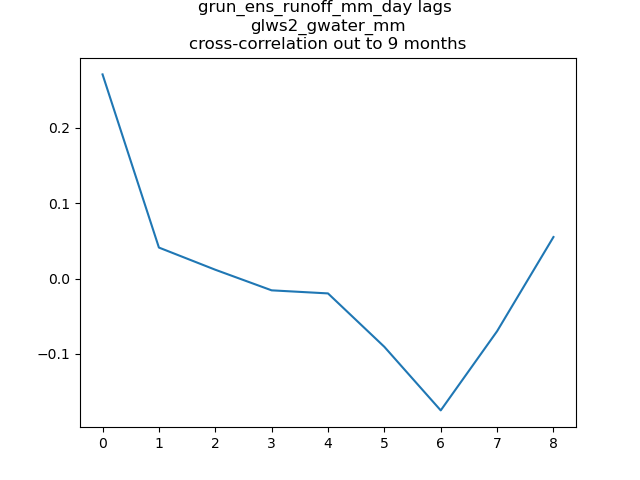 grun_ens_runoff_mm_day lags
glws2_gwater_mm
cross-correlation out to 9 months
0.2
0.1
0.0
−0.1
0 1 2 3 4 5 6 7 8